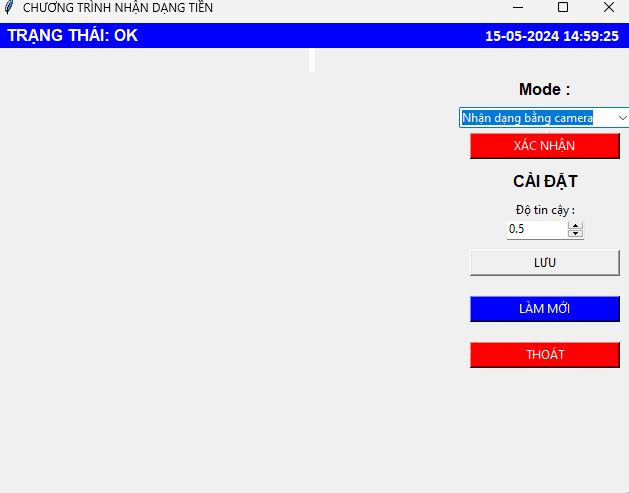 CHƯƠNG TRÌNH NHẬN DẠNG TIỀN
TRẠNG THÁI: OK
15-05-2024 14:59:25
Mode :
Nhận dạng bằng camera
XÁC NHẬN
CÀI ĐẶT
Độ tin cậy :
0.5
LƯU
LÀM MỚI
THOÁT